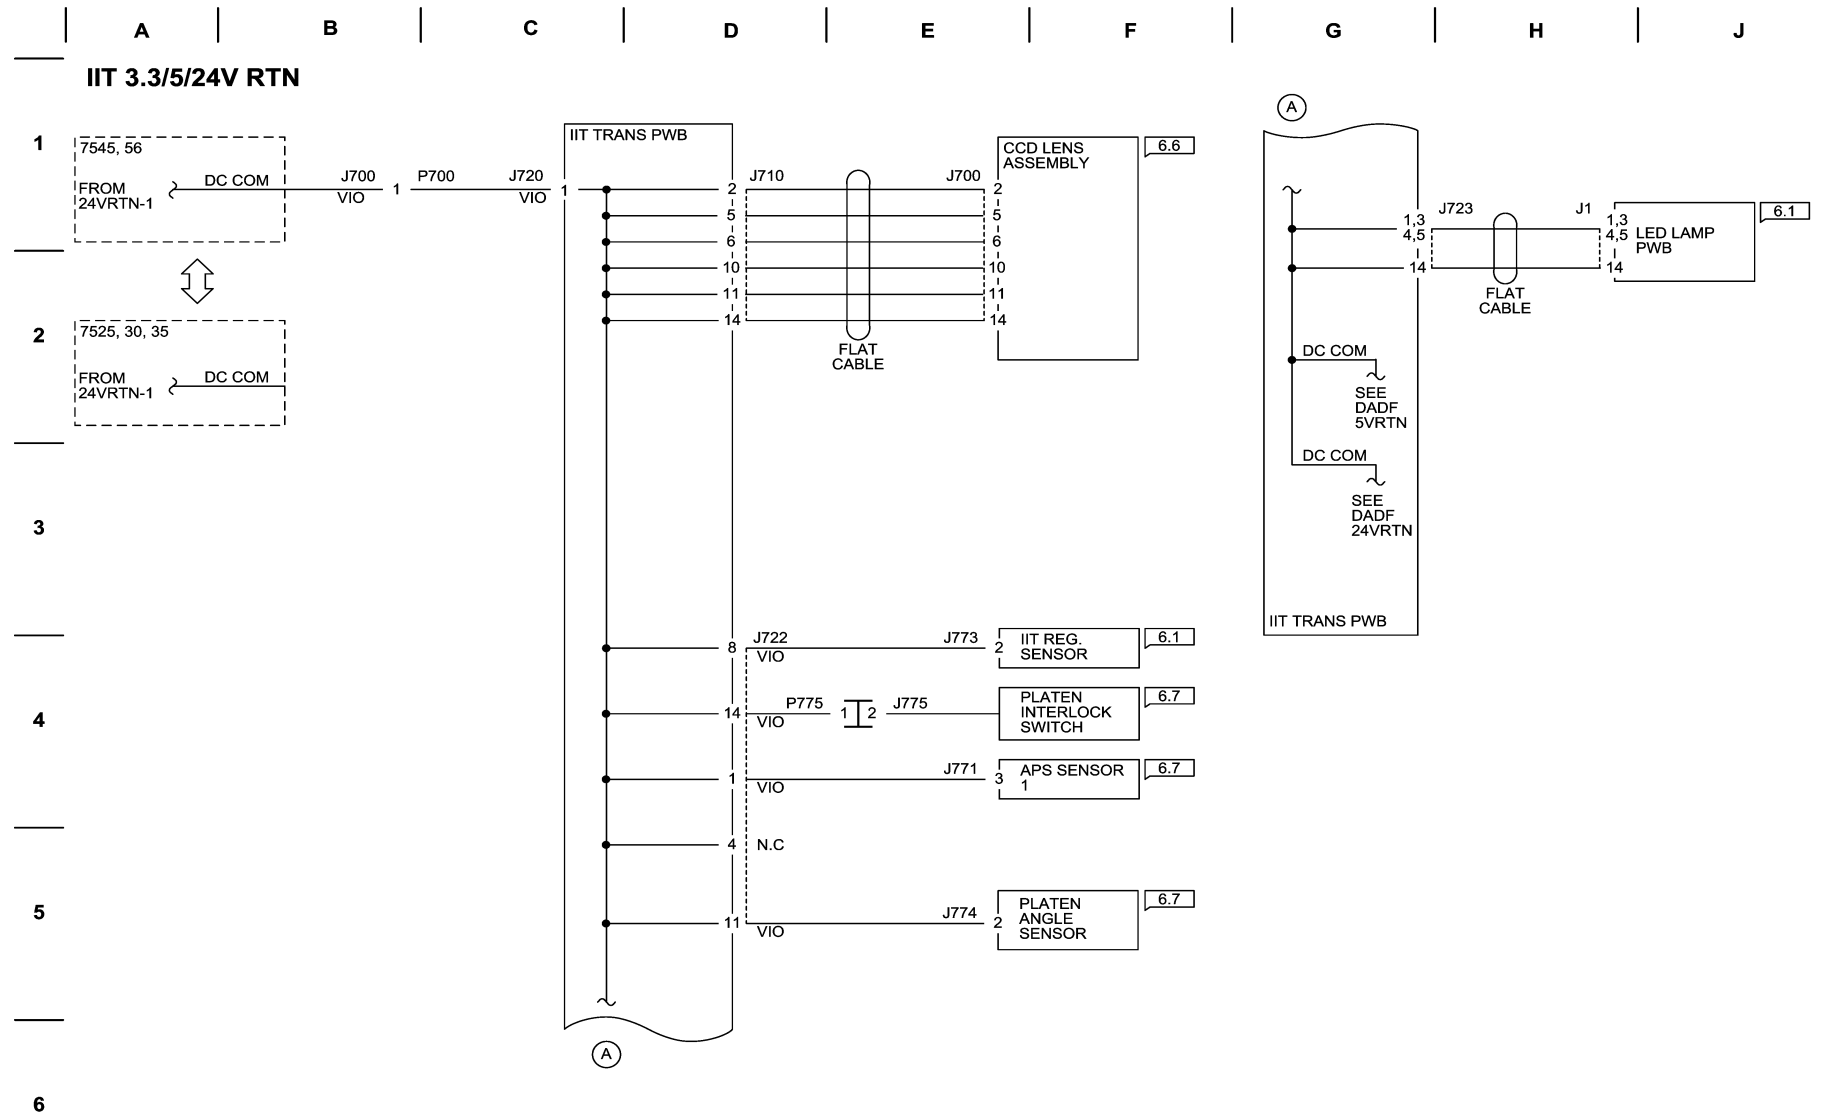 A B C D E F G H J
IIT 3.3/5/24V RTN
1
7545, 56
FROM
24VRTN-1
DC COM
J700
VIO
1
P700
J720
VIO
1
IIT TRANS PWB
2
5
6
10
11
14
J710
FLAT
CABLE
J700
2
5
6
10
11
14
CCD LENS
ASSEMBLY
6.6
2
7525, 30, 35
FROM
24VRTN-1
DC COM
3
4
8
J722
VIO
J773
2
IIT REG.
SENSOR
6.1
14
VIO
P775
1
2
J775
PLATEN
INTERLOCK
SWITCH
6.7
1
VIO
J771
3
APS SENSOR
1
6.7
4
N.C
5
11
VIO
J774
2
PLATEN
ANGLE
SENSOR
6.7
A
6
A
1,3
4,5
14
J723
FLAT
CABLE
J1
1,3
4,5
14
LED LAMP
PWB
6.1
DC COM
SEE
DADF
5VRTN
DC COM
SEE
DADF
24VRTN
IIT TRANS PWB